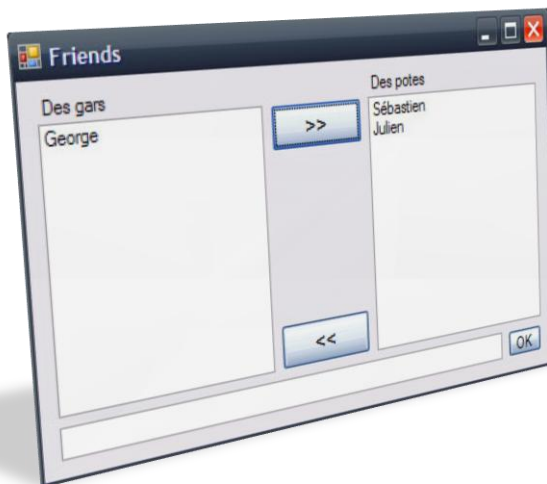 Friends
Des gars
George
>>
<<
Des potes
Sébastien
Julien
OK